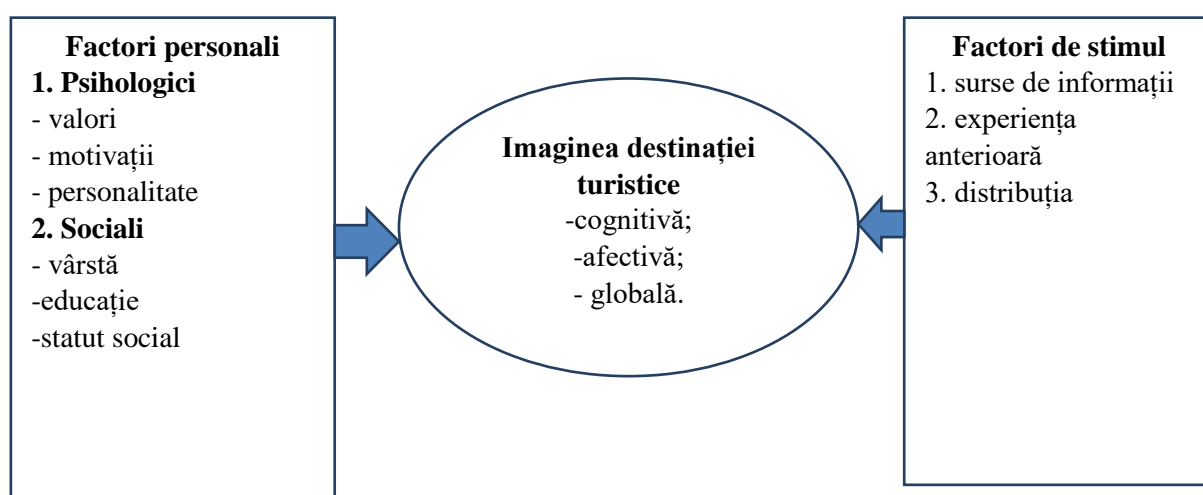 Factori personali
1. Psihologici
- valori
- motivații
- personalitate
2. Sociali
- vârstă
-educație
-statut social
Imaginea destinației
turistice
-cognitivă;
-afectivă;
- globală.
Factori de stimul
1. surse de informații
2. experiența
anterioară
3. distribuția